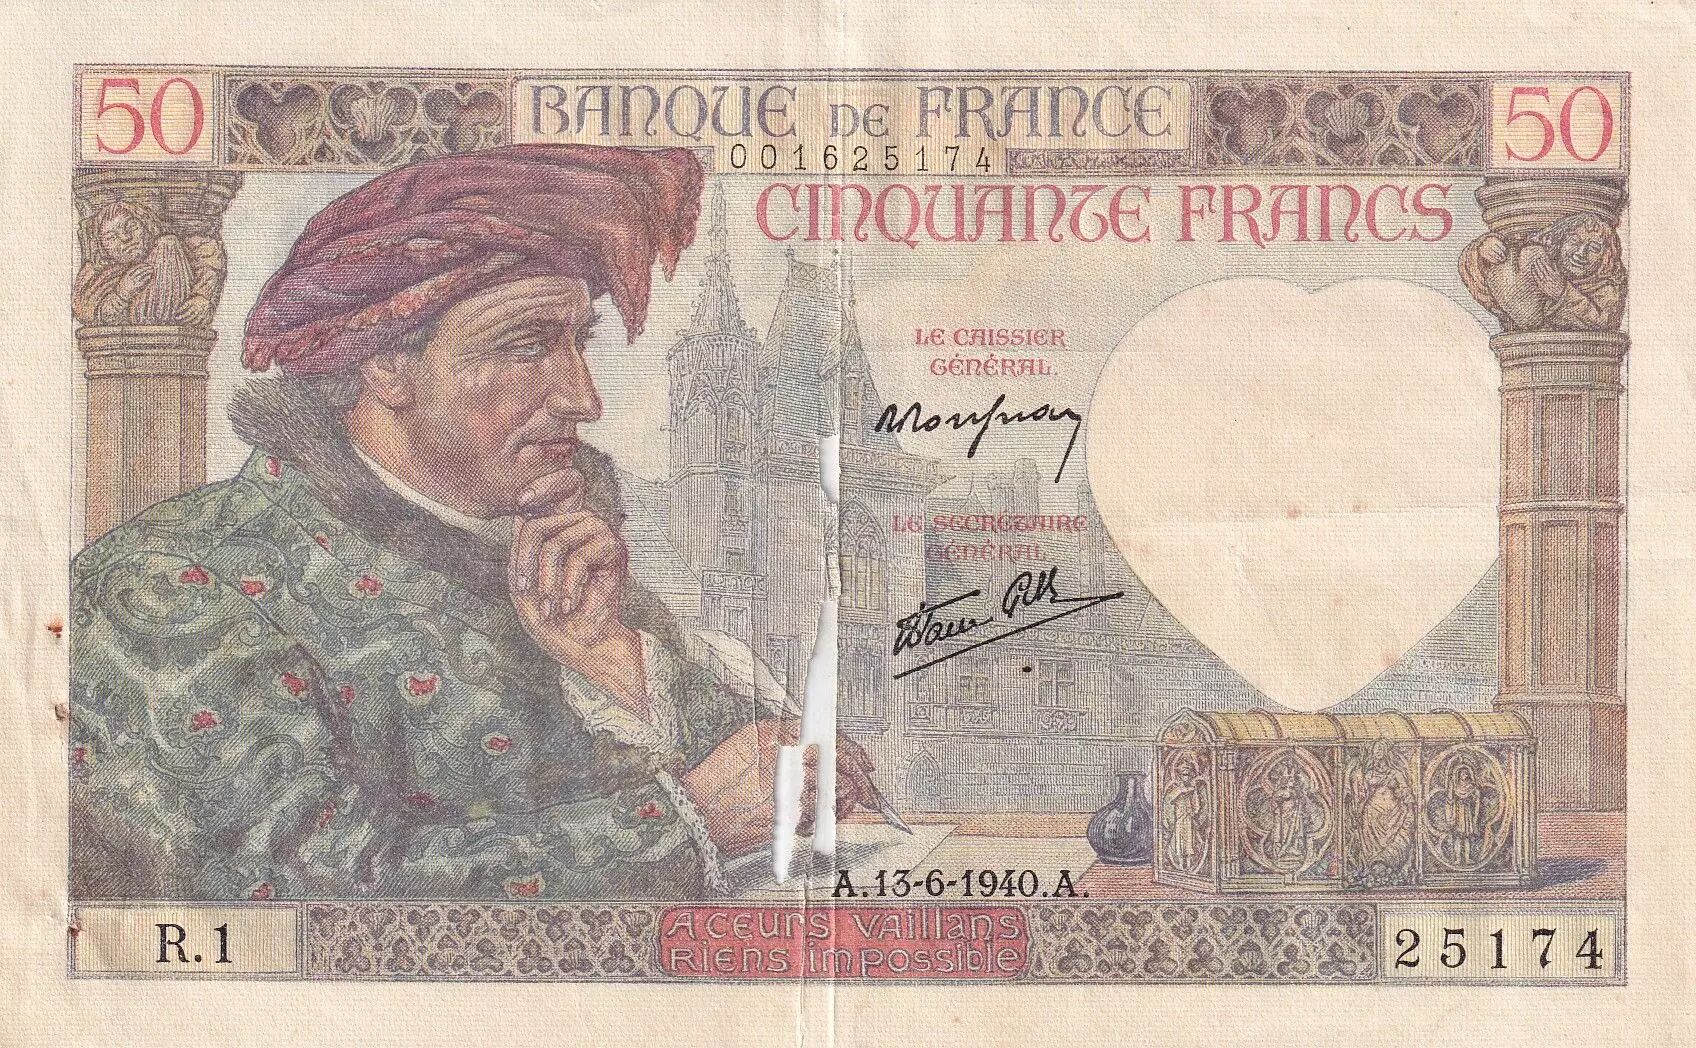 50 BANQUE DE FRANCE 50
001625174
CINQUANTE FRANCS
LE CAISSIER
GÉNÉRAL.
LE SECRÉTAIRE
GÉNÉRAL
A.13-6-1940.A.
R.1
A CEURS VAILLANS
RIENS IMPOSSIBLE
25174